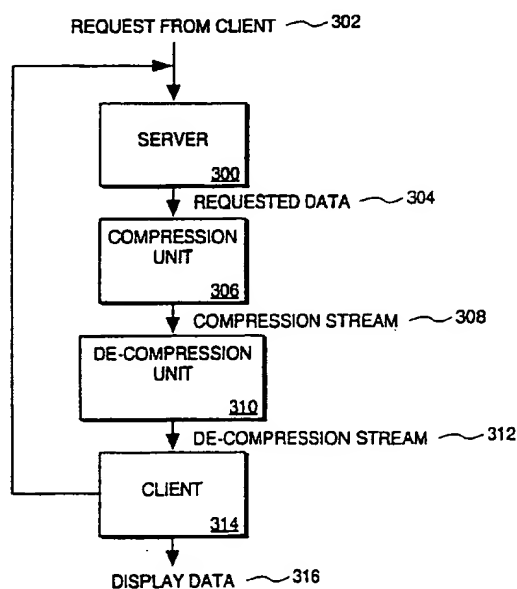 REQUEST FROM CLIENT 302
SERVER
300
REQUESTED DATA 304
COMPRESSION
UNIT
306
COMPRESSION STREAM 308
DE-COMPRESSION
UNIT
310
DE-COMPRESSION STREAM 312
CLIENT
314
DISPLAY DATA 316